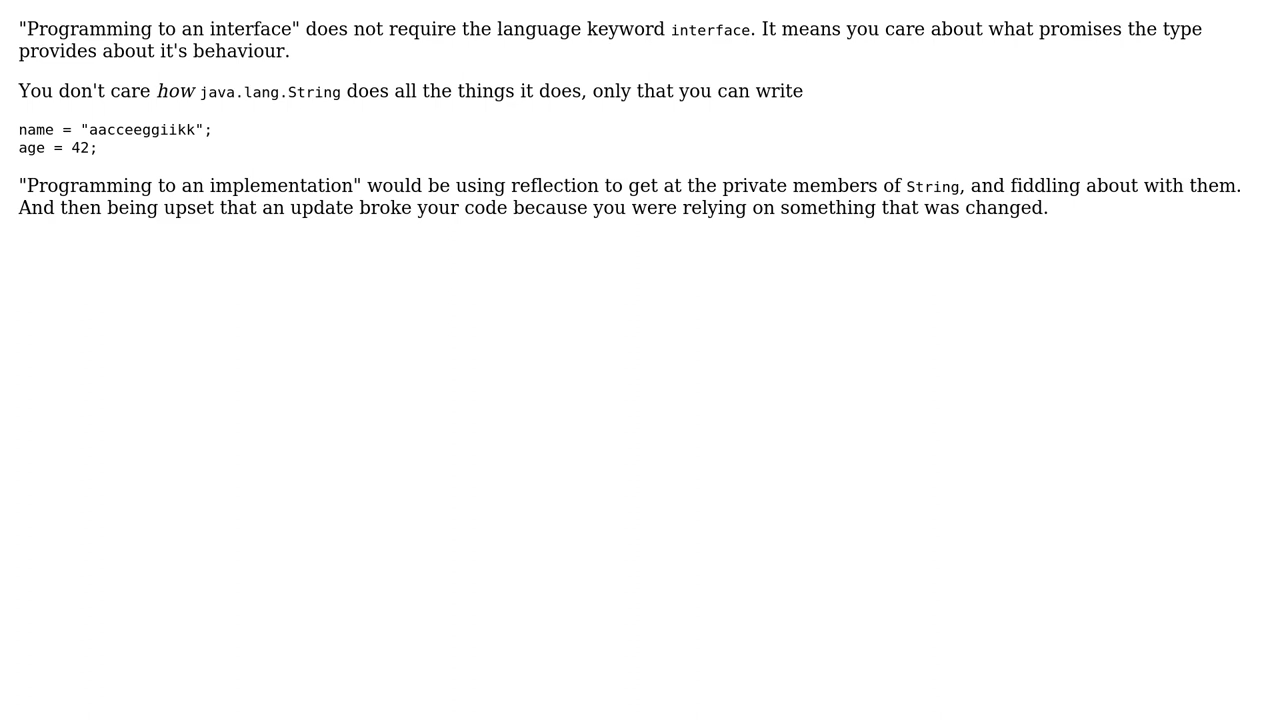 "Programming to an interface" does not require the language keyword interface. It means you care about what promises the type
provides about it's behaviour.
You don't care how java.lang.String does all the things it does, only that you can write
name = "aacceeggiikk";
age = 42;
"Programming to an implementation" would be using reflection to get at the private members of String, and fiddling about with them.
And then being upset that an update broke your code because you were relying on something that was changed.